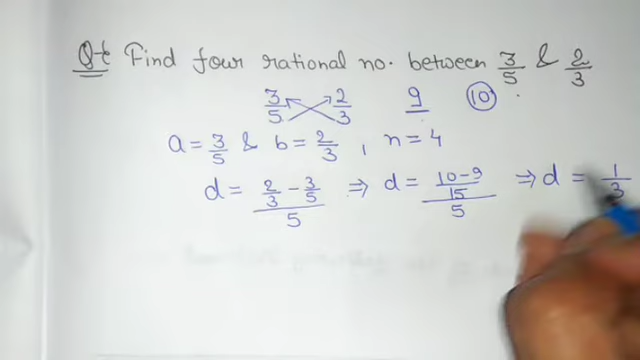 Q-6 Find four rational no. between 3/5 & 2/3
3/5 2/3 9 10
a = 3/5 & b = 2/3 , n = 4
d = (2/3 - 3/5)/5 ⇒ d = ((10-9)/15)/5 ⇒ d = 1/3